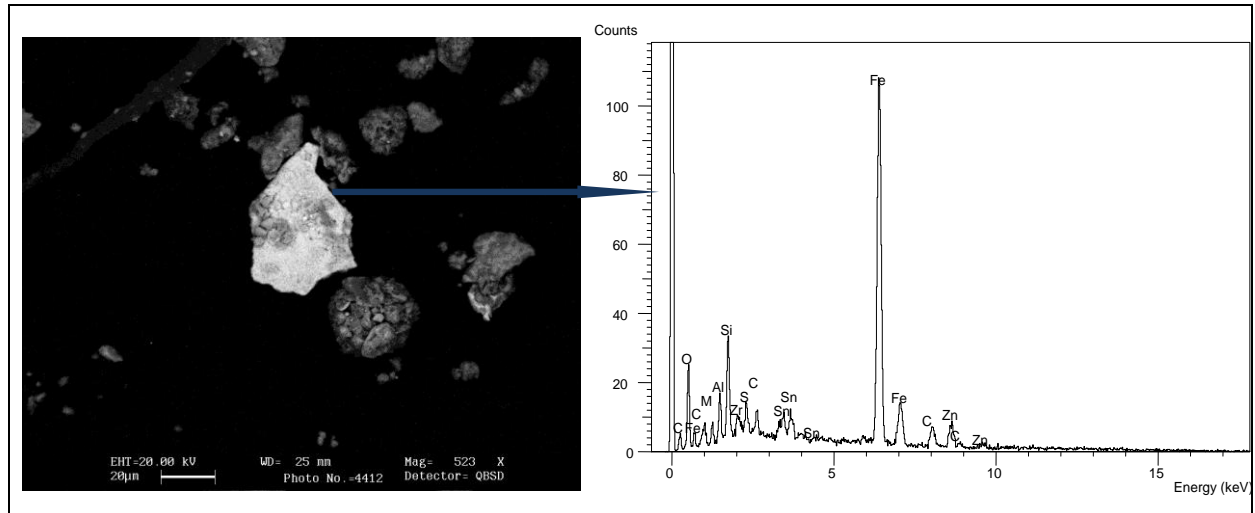 EHT=20.00 kV WD= 25 mm Mag= 523 X
20µm Photo No.=4412 Detector= QBSD
Counts
100
80
60
40
20
0
C
O
Fe
C
M
Al
Si
Zr
S
C
S
Sn
Sn
Fe
Fe
C
Zn
C
Zn
0 5 10 15
Energy (keV)